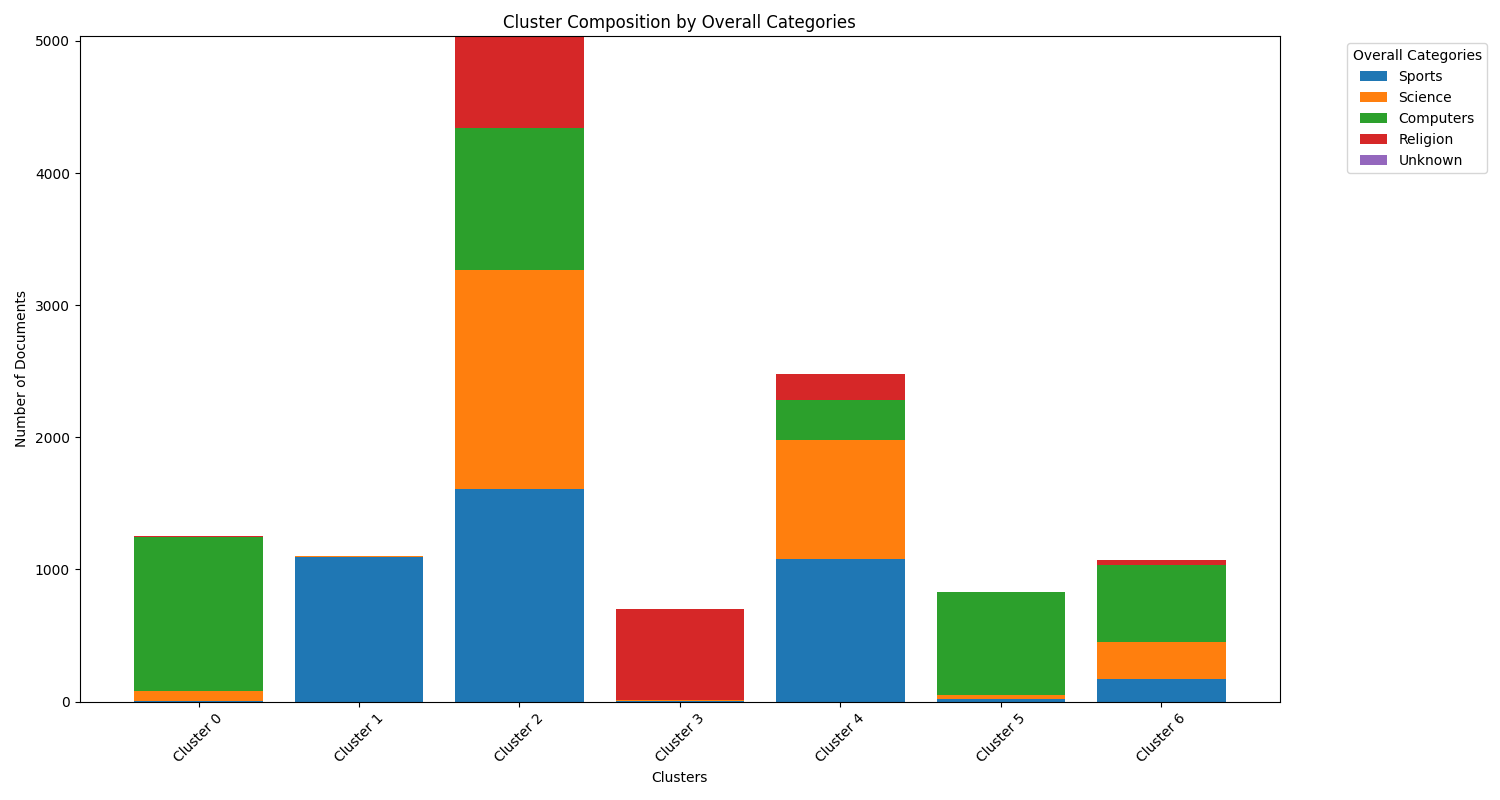 Cluster Composition by Overall Categories
Number of Documents
5000
4000
3000
2000
1000
0
Cluster 0
Cluster 1
Cluster 2
Cluster 3
Cluster 4
Cluster 5
Cluster 6
Clusters
Overall Categories
Sports
Science
Computers
Religion
Unknown